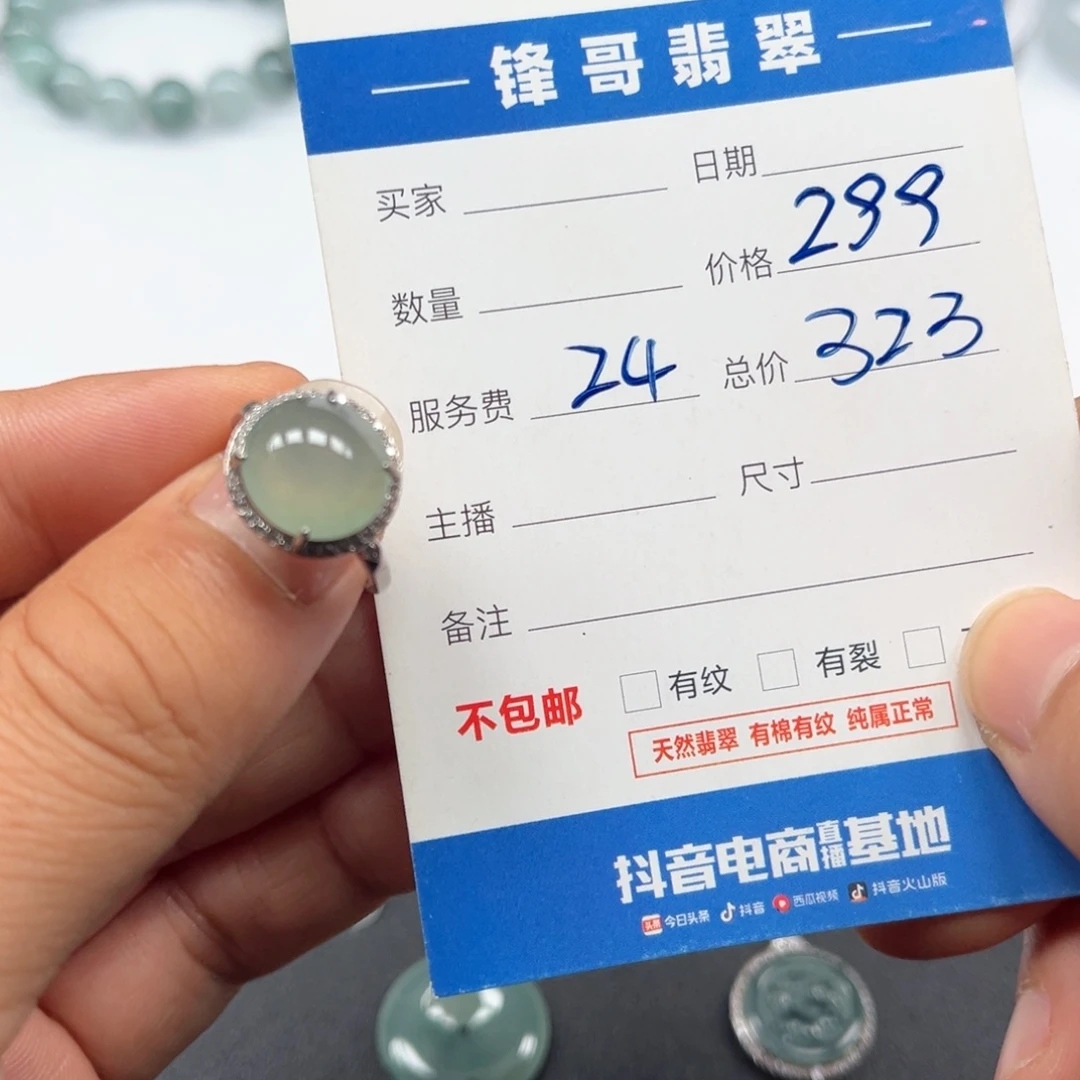 锋哥翡翠
买家 日期
数量 价格 299
服务费 24 总价 323
主播 尺寸
备注
不包邮 有纹 有裂
天然翡翠 有棉有纹 纯属正常
抖音电商直播基地
头条 今日头条 抖音 西瓜视频 抖音火山版